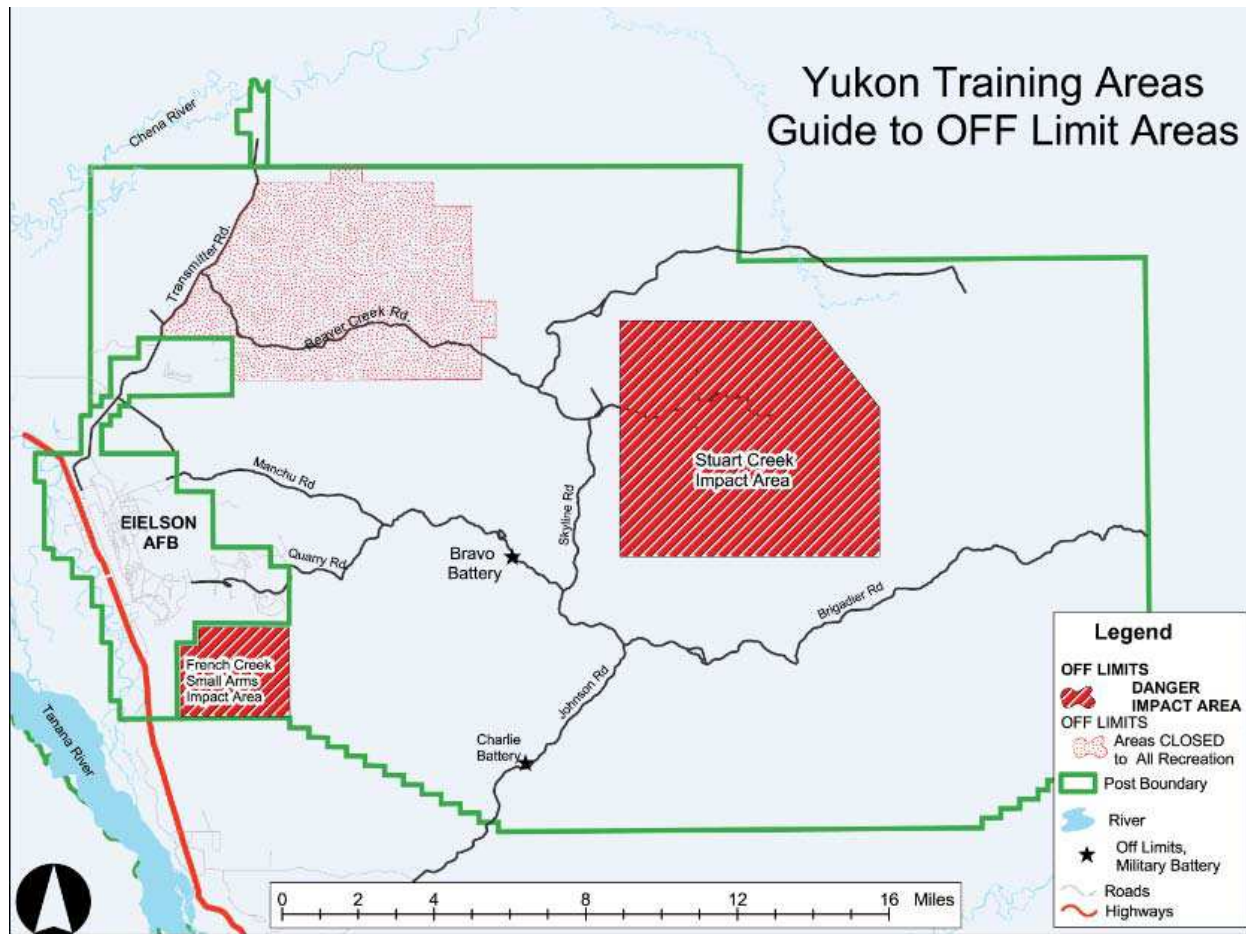 Yukon Training Areas
Guide to OFF Limit Areas
Chena River
Transmitter Rd.
Beaver Creek Rd.
Stuart Creek
Impact Area
Manchu Rd
Skyline Rd
EIELSON
AFB
Quarry Rd
Bravo
Battery
Brigadier Rd
French Creek
Small Arms
Impact Area
Johnson Rd
Tanana River
Charlie
Battery
Legend
OFF LIMITS
DANGER
IMPACT AREA
OFF LIMITS
Areas CLOSED
to All Recreation
Post Boundary
River
Off Limits,
Military Battery
Roads
Highways
0 2 4 8 12 16 Miles